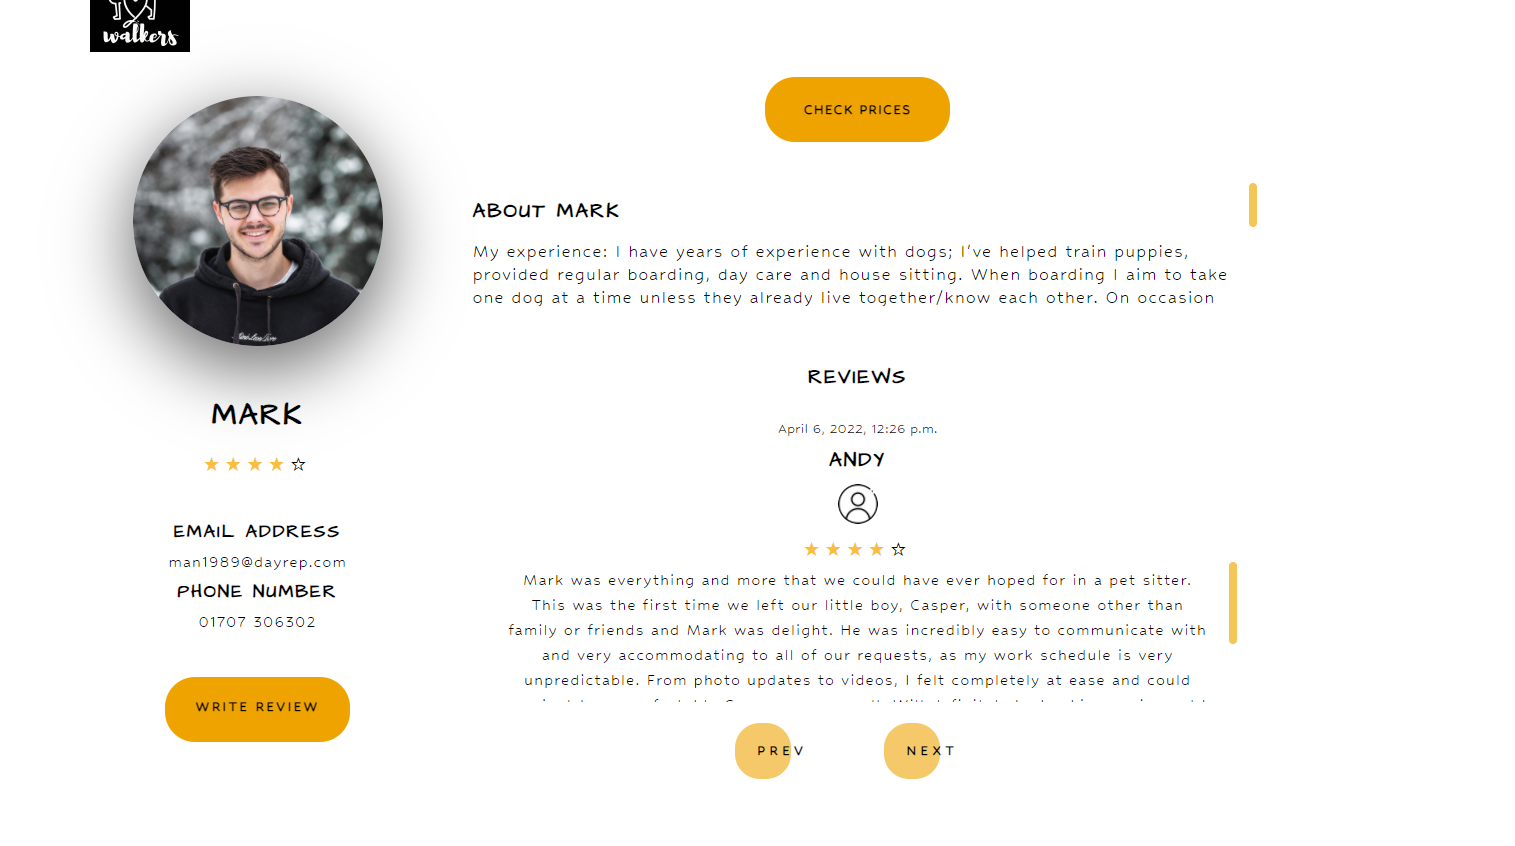 walkers
CHECK PRICES
ABOUT MARK
My experience: I have years of experience with dogs; I've helped train puppies,
provided regular boarding, day care and house sitting. When boarding I aim to take
one dog at a time unless they already live together/know each other. On occasion
MARK
EMAIL ADDRESS
man1989@dayrep.com
PHONE NUMBER
01707 306302
WRITE REVIEW
REVIEWS
April 6, 2022, 12:26 p.m.
ANDY
Mark was everything and more that we could have ever hoped for in a pet sitter.
This was the first time we left our little boy, Casper, with someone other than
family or friends and Mark was delight. He was incredibly easy to communicate with
and very accommodating to all of our requests, as my work schedule is very
unpredictable. From photo updates to videos, I felt completely at ease and could
PREV
NEXT